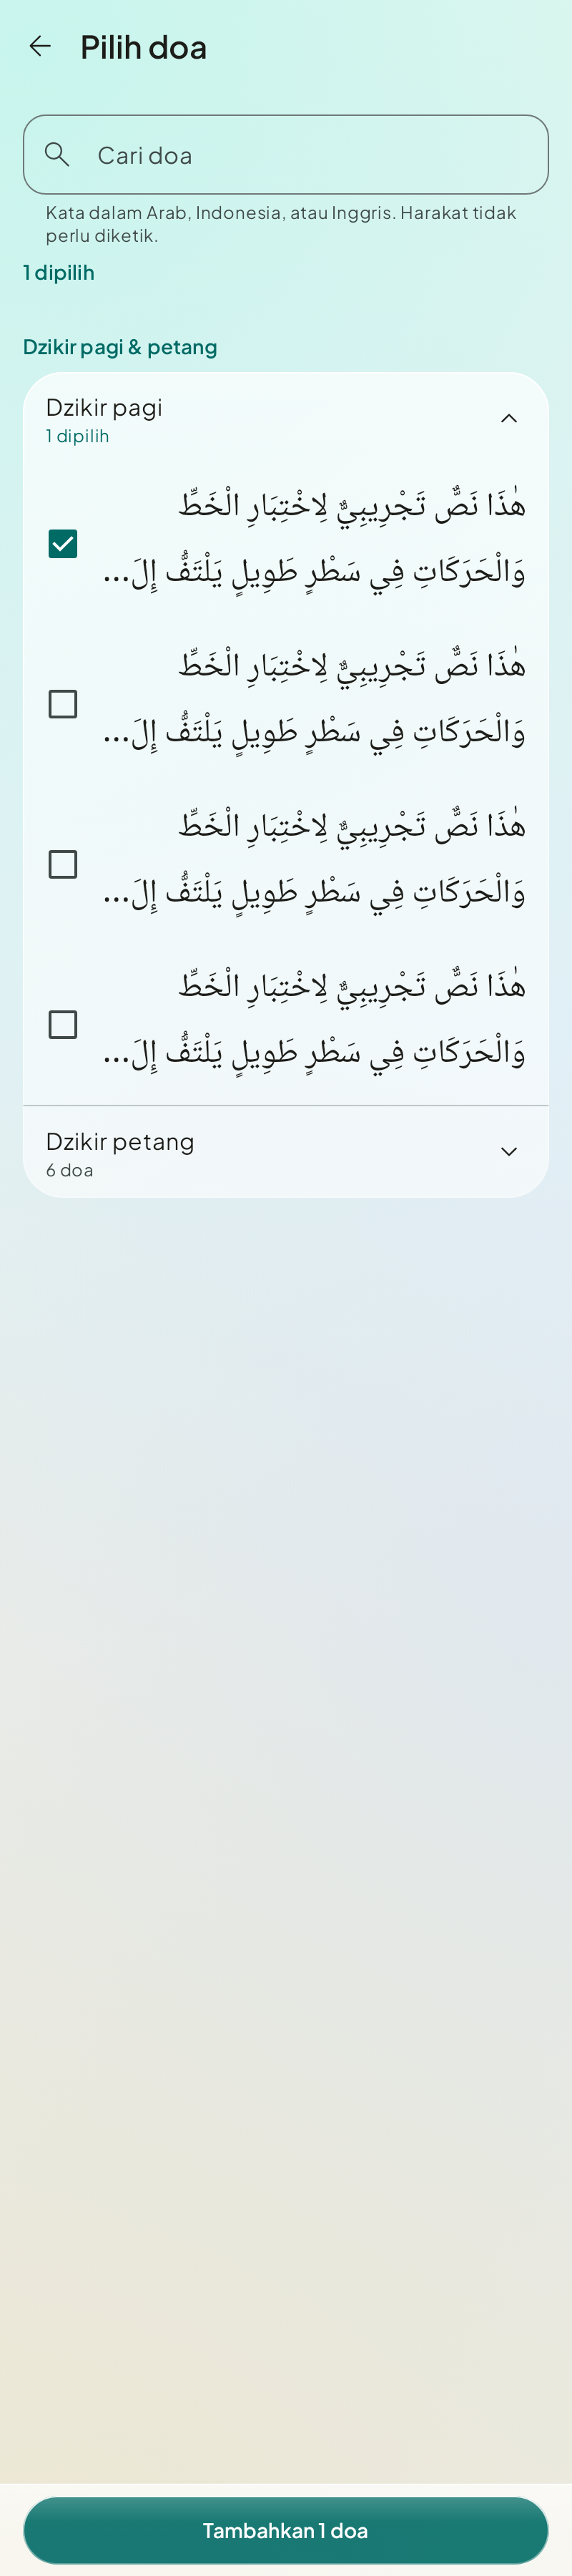 Pilih doa
Cari doa
Kata dalam Arab, Indonesia, atau Inggris. Harakat tidak
perlu diketik.
1 dipilih
Dzikir pagi & petang
Dzikir pagi
1 dipilih
هٰذَا نَصٌّ تَجْرِيبِيٌّ لِاخْتِبَارِ الْخَطِّ
وَالْحَرَكَاتِ فِي سَطْرٍ طَوِيلٍ يَلْتَفُّ إِلَ...
هٰذَا نَصٌّ تَجْرِيبِيٌّ لِاخْتِبَارِ الْخَطِّ
وَالْحَرَكَاتِ فِي سَطْرٍ طَوِيلٍ يَلْتَفُّ إِلَ...
هٰذَا نَصٌّ تَجْرِيبِيٌّ لِاخْتِبَارِ الْخَطِّ
وَالْحَرَكَاتِ فِي سَطْرٍ طَوِيلٍ يَلْتَفُّ إِلَ...
هٰذَا نَصٌّ تَجْرِيبِيٌّ لِاخْتِبَارِ الْخَطِّ
وَالْحَرَكَاتِ فِي سَطْرٍ طَوِيلٍ يَلْتَفُّ إِلَ...
Dzikir petang
6 doa
Tambahkan 1 doa